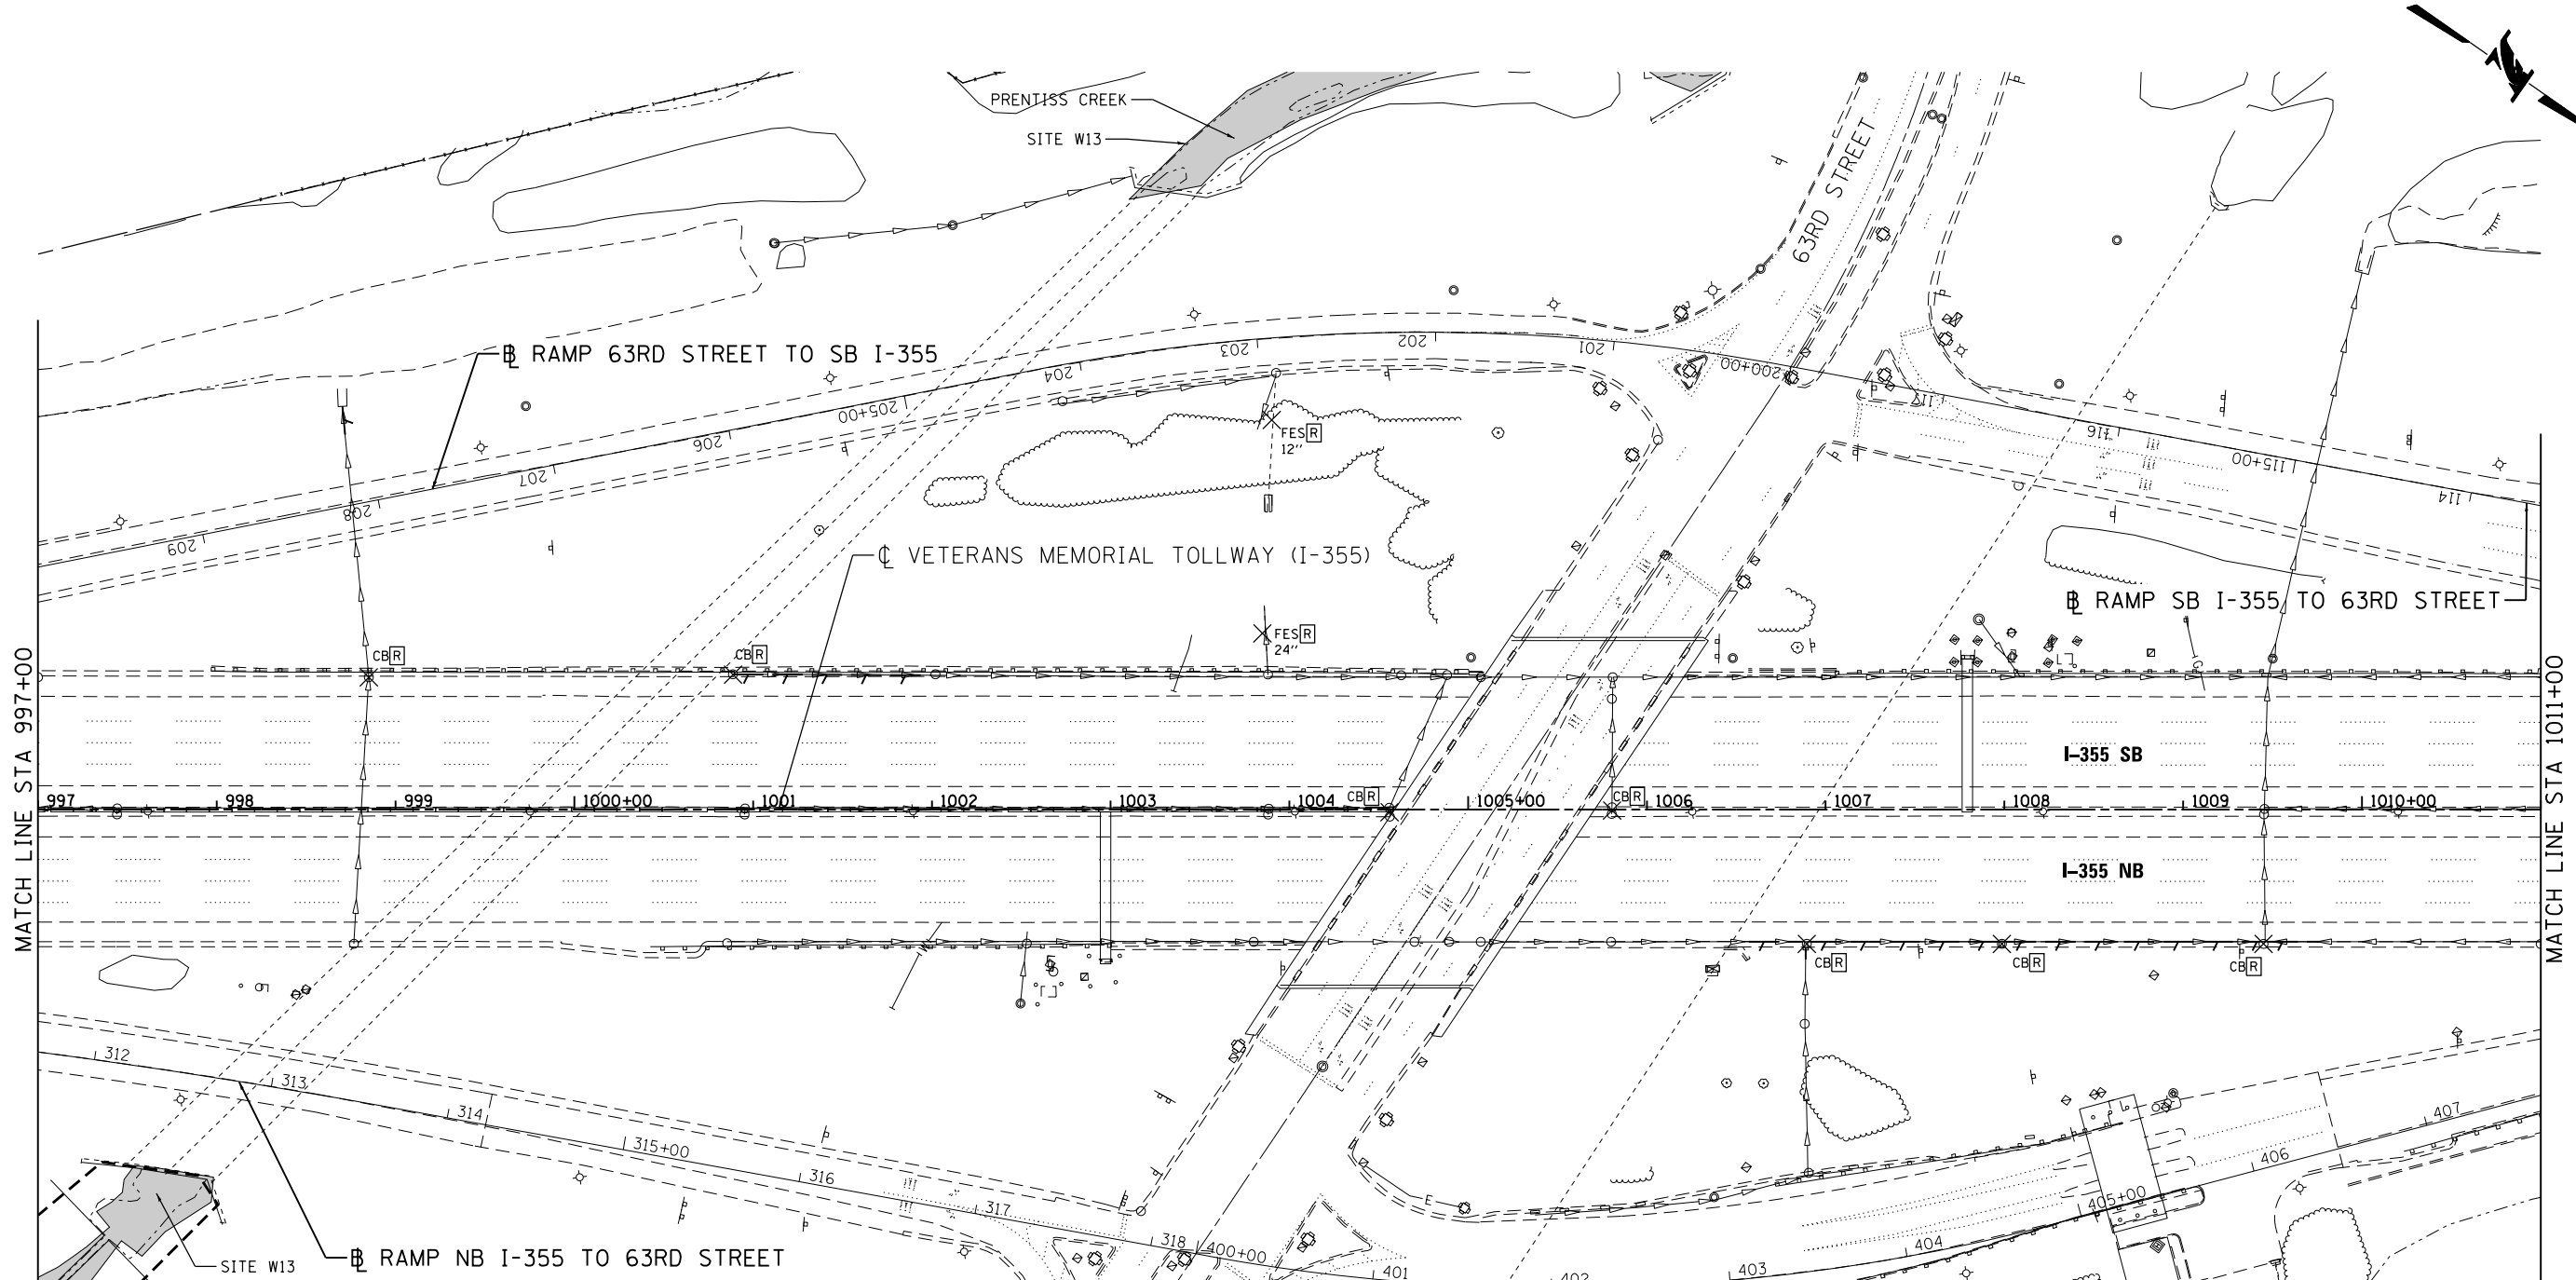 PRENTISS CREEK
SITE W13
63RD STREET
BL RAMP 63RD STREET TO SB I-355
209
208
207
206
205+00
204
203
202
201
200+00
117
116
115+00
114
FES R
12"
CL VETERANS MEMORIAL TOLLWAY (I-355)
BL RAMP SB I-355 TO 63RD STREET
FES R
24"
CB R
CB R
MATCH LINE STA 997+00
MATCH LINE STA 1011+00
I-355 SB
997
998
999
1000+00
1001
1002
1003
1004
CB R
1005+00
CB R
1006
1007
1008
1009
1010+00
I-355 NB
CB R
CB R
CB R
312
313
314
315+00
316
317
318
400+00
401
402
403
404
405+00
406
407
E
SITE W13
BL RAMP NB I-355 TO 63RD STREET